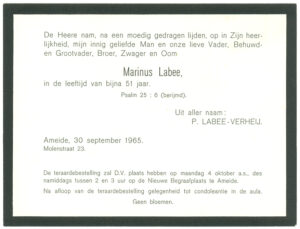 De Heere nam, na een moedig gedragen lijden, op in Zijn heer-
lijkheid, mijn innig geliefde Man en onze lieve Vader, Behuwd-
en Grootvader, Broer, Zwager en Oom
Marinus Labee,
in de leeftijd van bijna 51 jaar.
Psalm 25 : 6 (berijmd).
Uit aller naam:
P. LABEE-VERHEIJ.
Ameide, 30 september 1965.
Molenstraat 23.
De teraardebestelling zal D.V. plaats hebben op maandag 4 oktober a.s., des
namiddags tussen 2 en 3 uur op de Nieuwe Begraafplaats te Ameide.
Na afloop van de teraardebestelling gelegenheid tot condoleantie in de aula.
Geen bloemen.